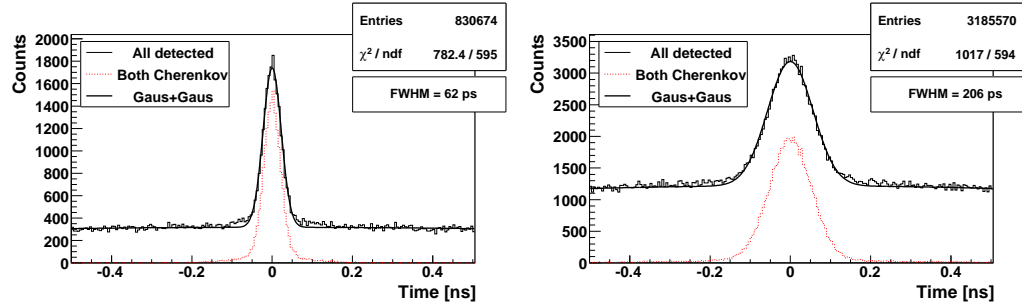 Entries 830674
χ² / ndf 782.4 / 595
FWHM = 62 ps
All detected
Both Cherenkov
Gaus+Gaus
Counts
2000
1800
1600
1400
1200
1000
800
600
400
200
0
-0.4 -0.2 0 0.2 0.4
Time [ns]
Entries 3185570
χ² / ndf 1017 / 594
FWHM = 206 ps
All detected
Both Cherenkov
Gaus+Gaus
Counts
3500
3000
2500
2000
1500
1000
500
0
-0.4 -0.2 0 0.2 0.4
Time [ns]